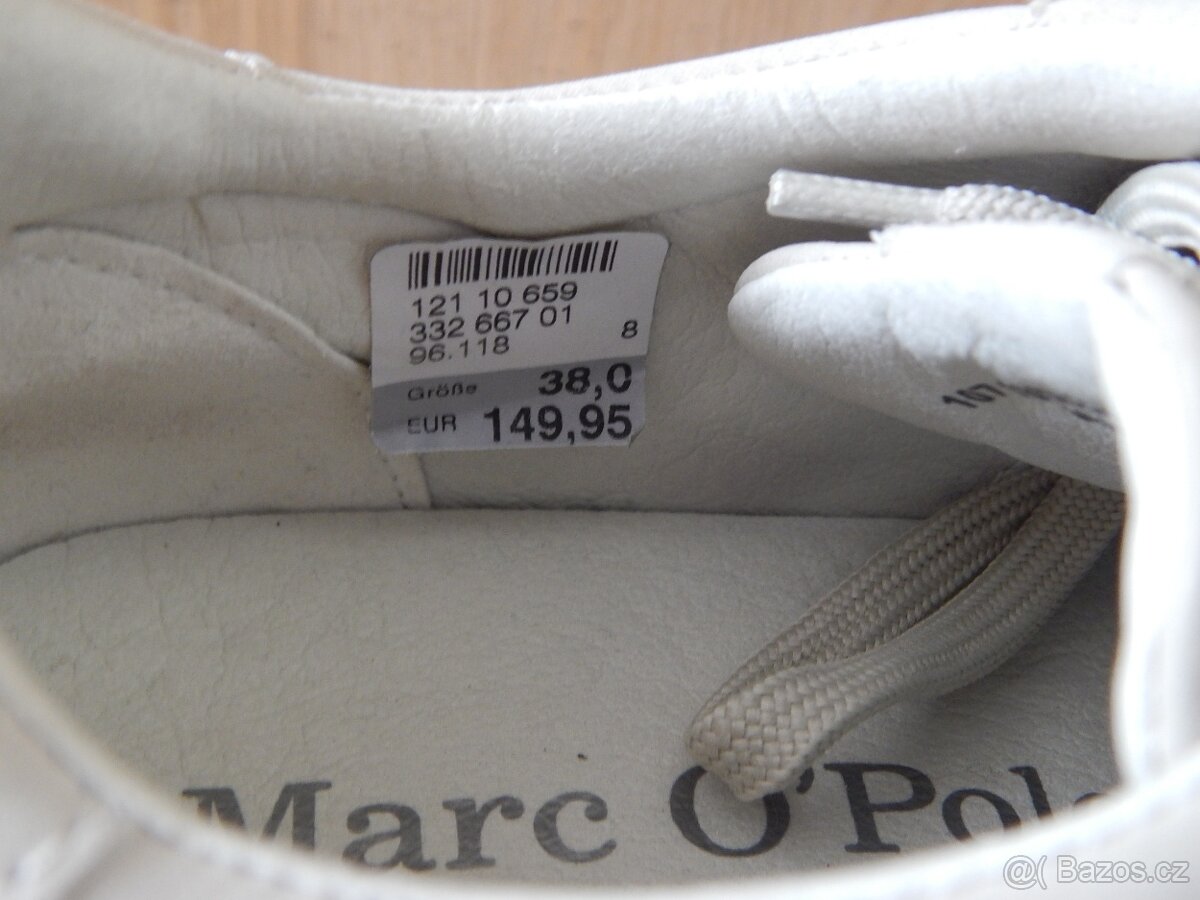 121 10 659
332 667 01
96.118 8
Größe 38,0
EUR 149,95
Marc O'Polo
@( Bazos.cz